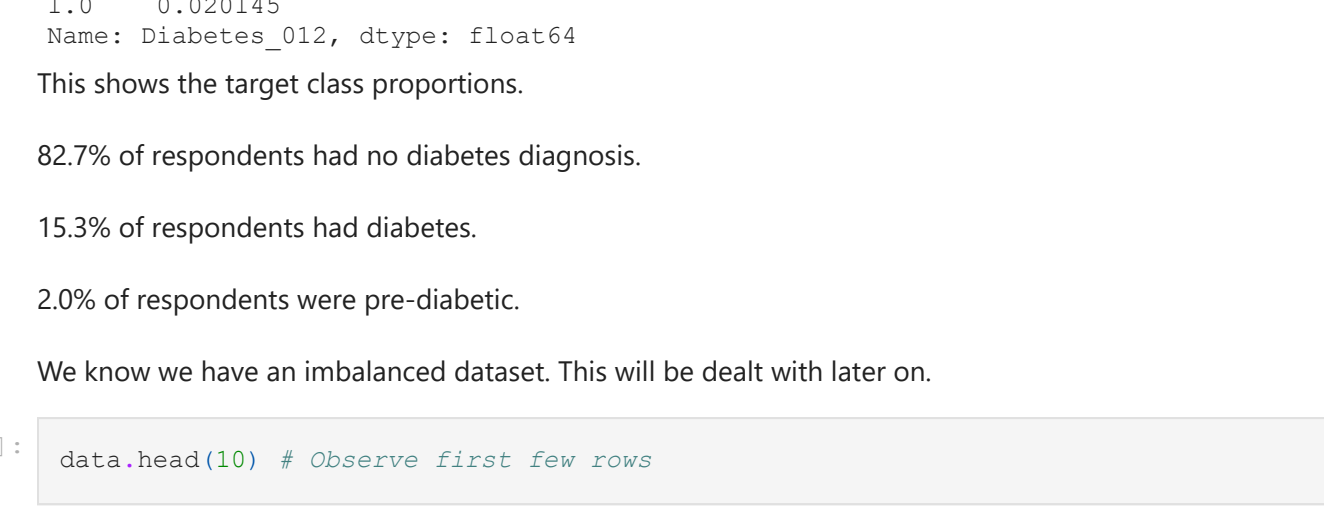 1.0    0.020145
Name: Diabetes_012, dtype: float64
This shows the target class proportions.
82.7% of respondents had no diabetes diagnosis.
15.3% of respondents had diabetes.
2.0% of respondents were pre-diabetic.
We know we have an imbalanced dataset. This will be dealt with later on.
]:
data.head(10) # Observe first few rows